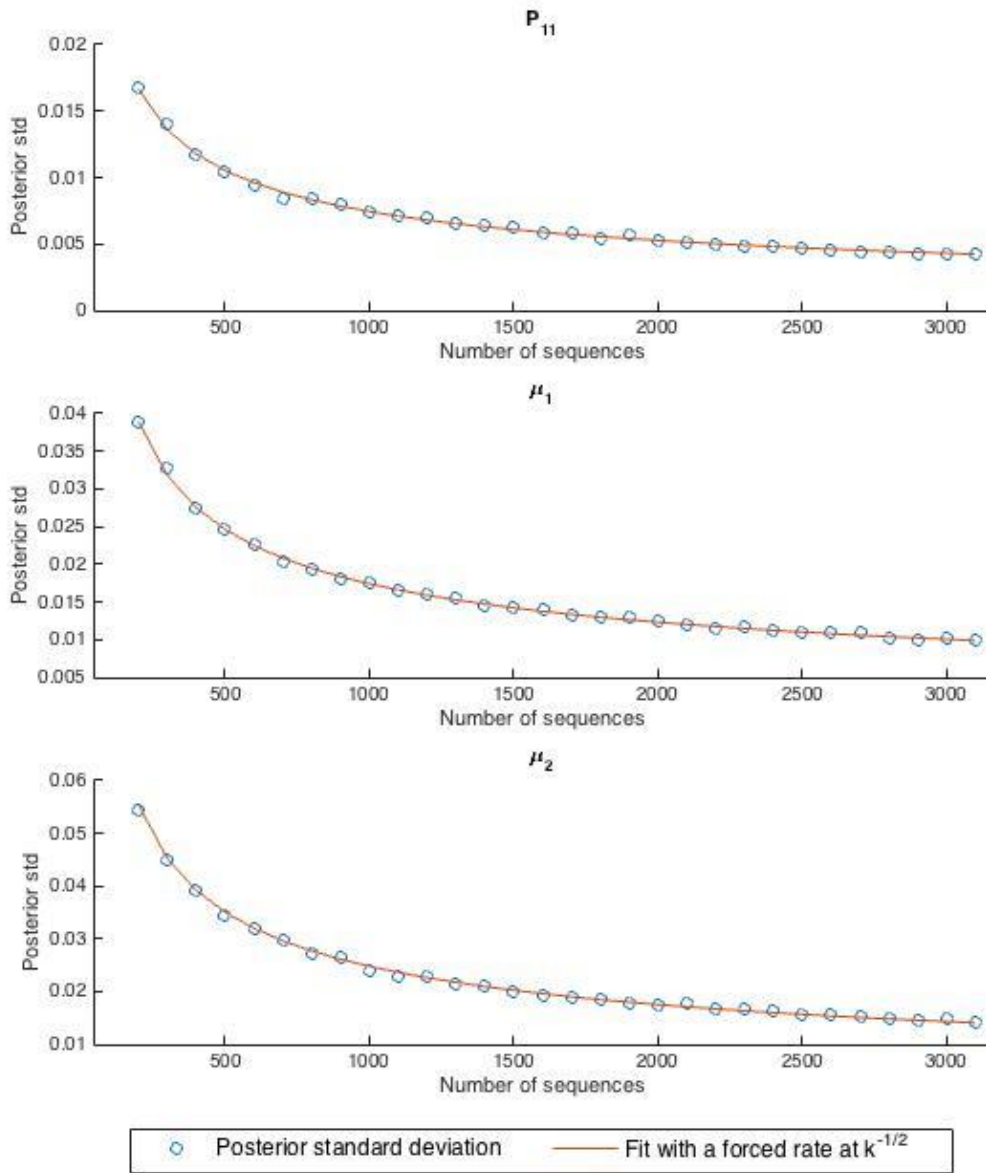 P11
0.02
0.015
0.01
0.005
0
Posterior std
500 1000 1500 2000 2500 3000
Number of sequences
μ1
0.04
0.035
0.03
0.025
0.02
0.015
0.01
0.005
Posterior std
500 1000 1500 2000 2500 3000
Number of sequences
μ2
0.06
0.05
0.04
0.03
0.02
0.01
Posterior std
500 1000 1500 2000 2500 3000
Number of sequences
Posterior standard deviation Fit with a forced rate at k^-1/2